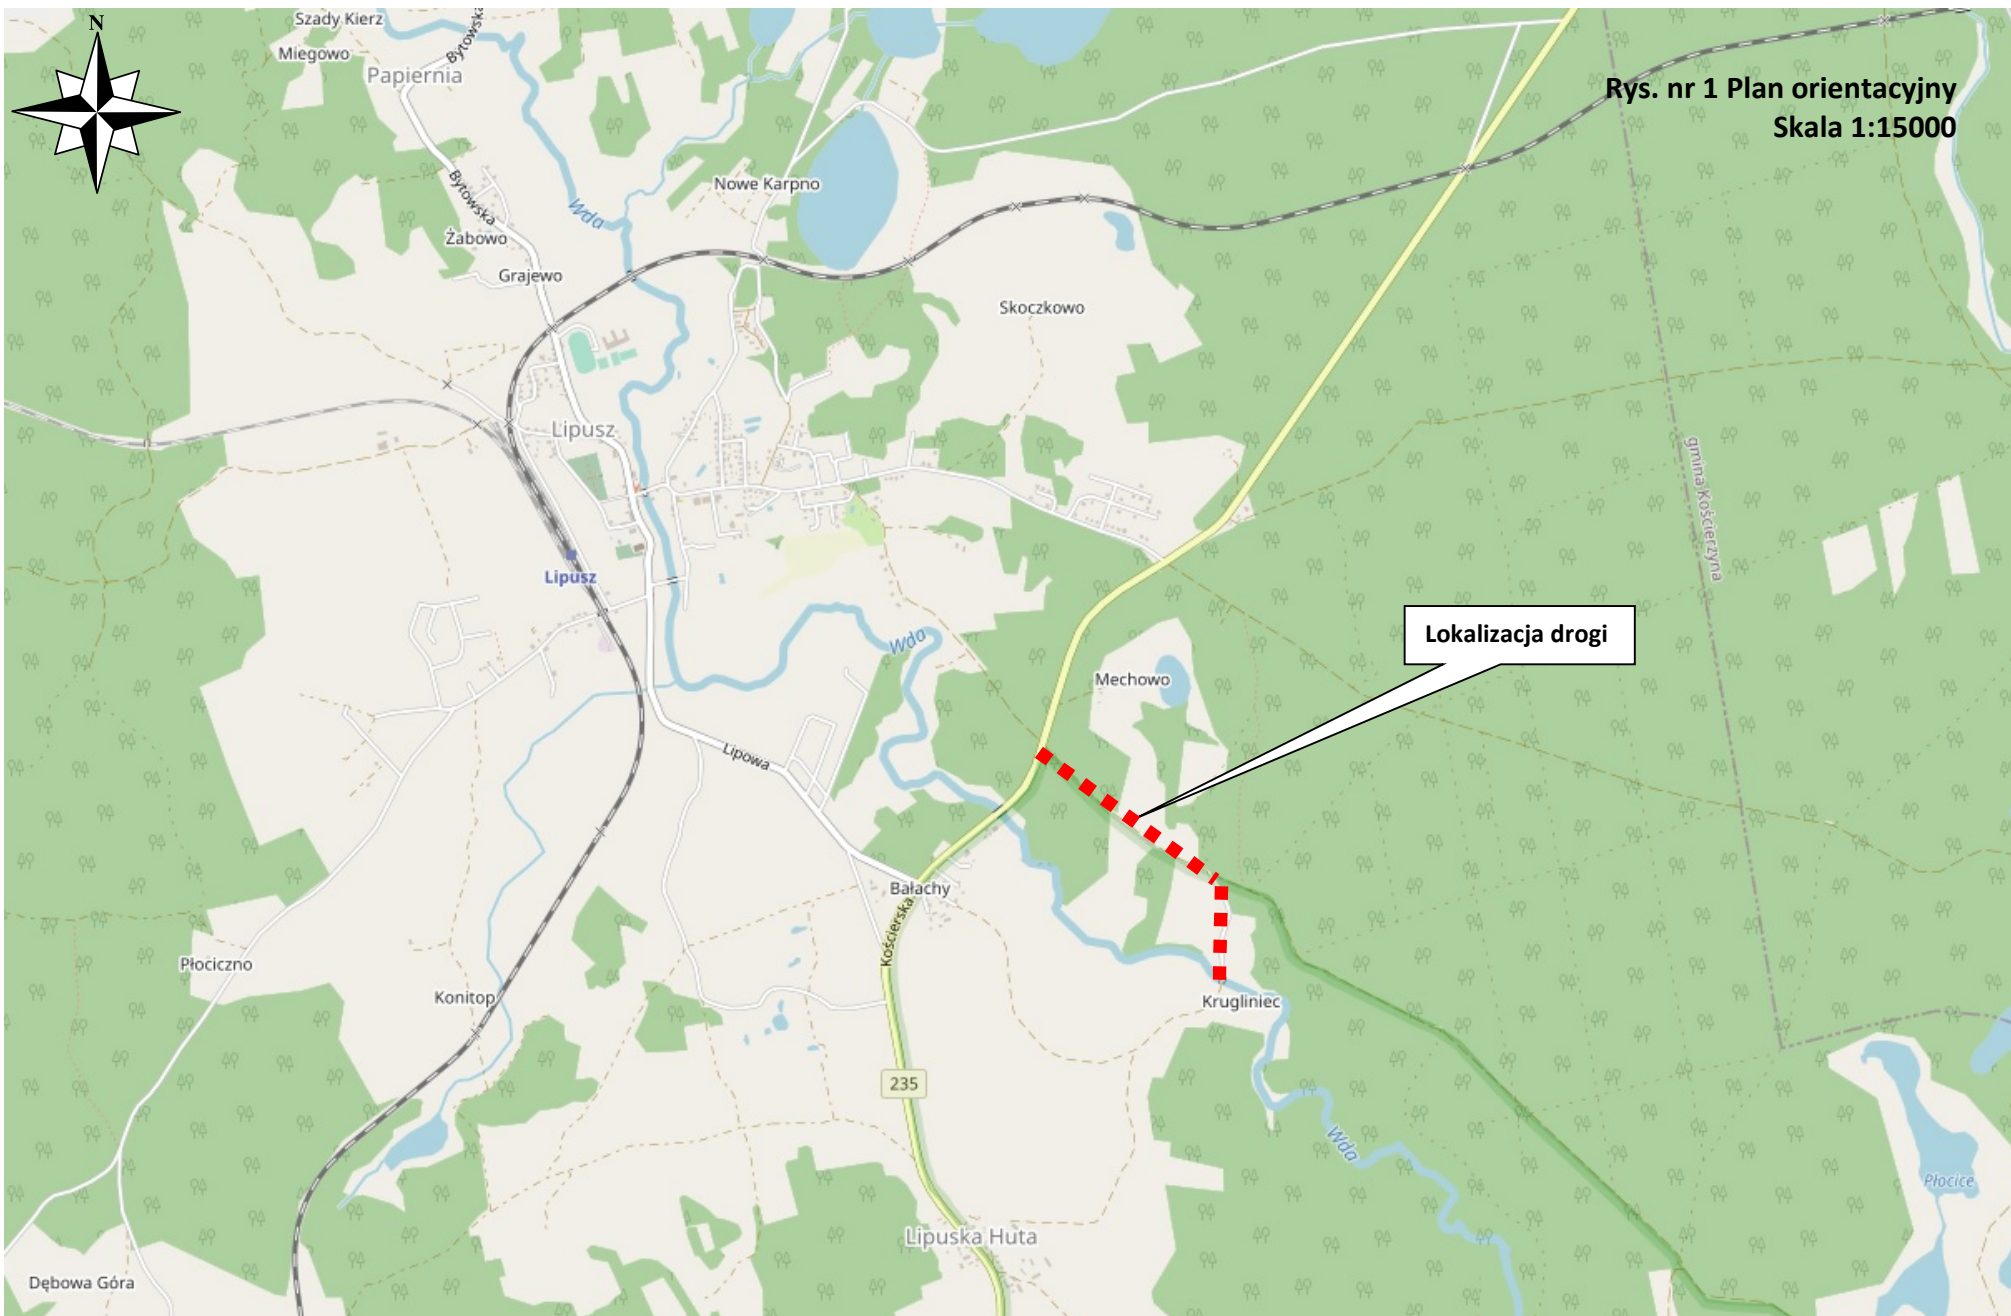 Szady Kierz
Bytowska
N
Miegowo
Papiernia
Rys. nr 1 Plan orientacyjny
Skala 1:15000
Nowe Karpno
Bytowska
Wda
Żabowo
Grajewo
Skoczkowo
Lipusz
gmina Kościerzyna
Lipusz
Lokalizacja drogi
Wda
Mechowo
Lipowa
Bałachy
Kościerska
Płociczno
Konitop
Krugliniec
235
Wda
Płocice
Lipuska Huta
Dębowa Góra